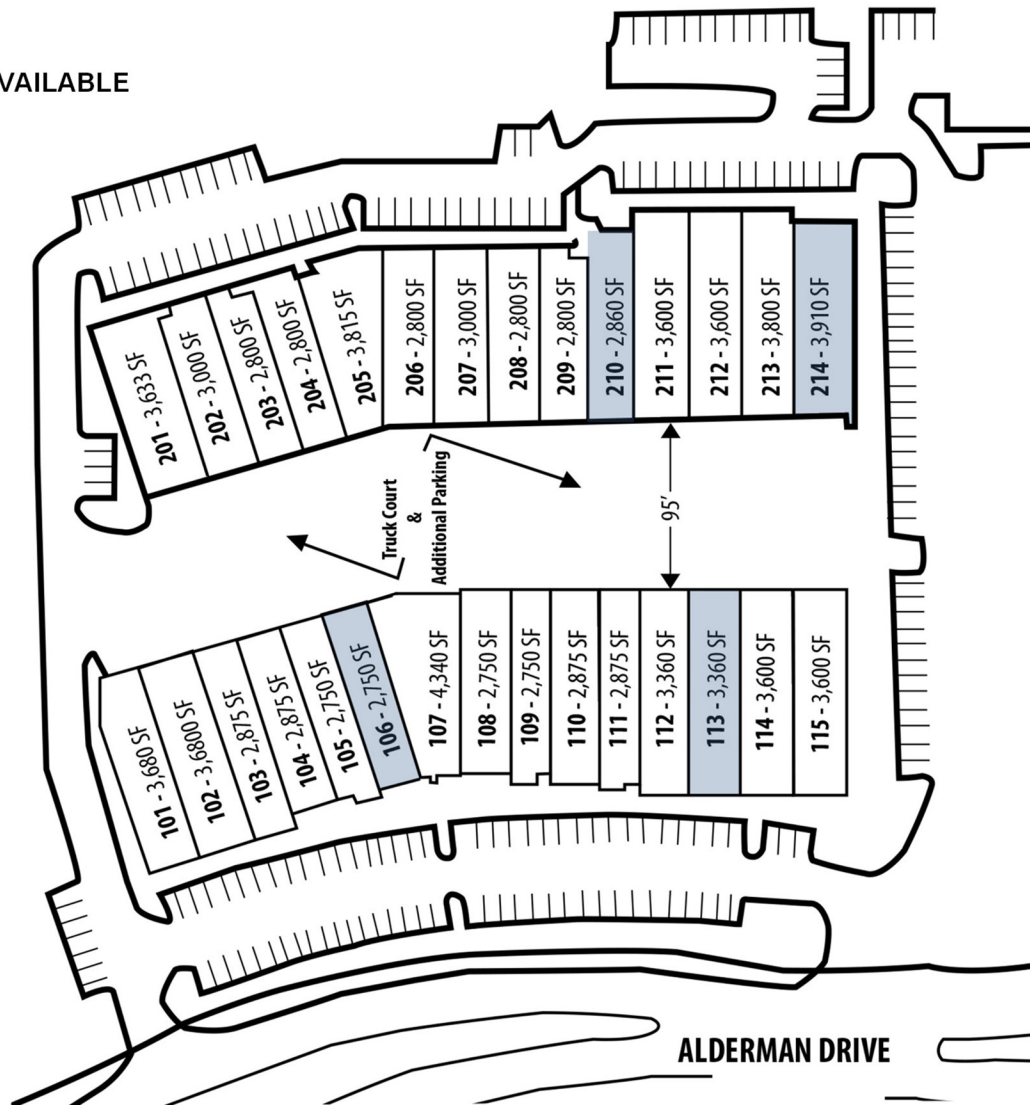 VAILABLE
201 - 3,633 SF
202 - 3,000 SF
203 - 2,800 SF
204 - 2,800 SF
205 - 3,815 SF
206 - 2,800 SF
207 - 3,000 SF
208 - 2,800 SF
209 - 2,800 SF
210 - 2,860 SF
211 - 3,600 SF
212 - 3,600 SF
213 - 3,800 SF
214 - 3,910 SF
Truck Court
&
Additional Parking
95'
101 - 3,680 SF
102 - 3,6800 SF
103 - 2,875 SF
104 - 2,875 SF
105 - 2,750 SF
106 - 2,750 SF
107 - 4,340 SF
108 - 2,750 SF
109 - 2,750 SF
110 - 2,875 SF
111 - 2,875 SF
112 - 3,360 SF
113 - 3,360 SF
114 - 3,600 SF
115 - 3,600 SF
ALDERMAN DRIVE